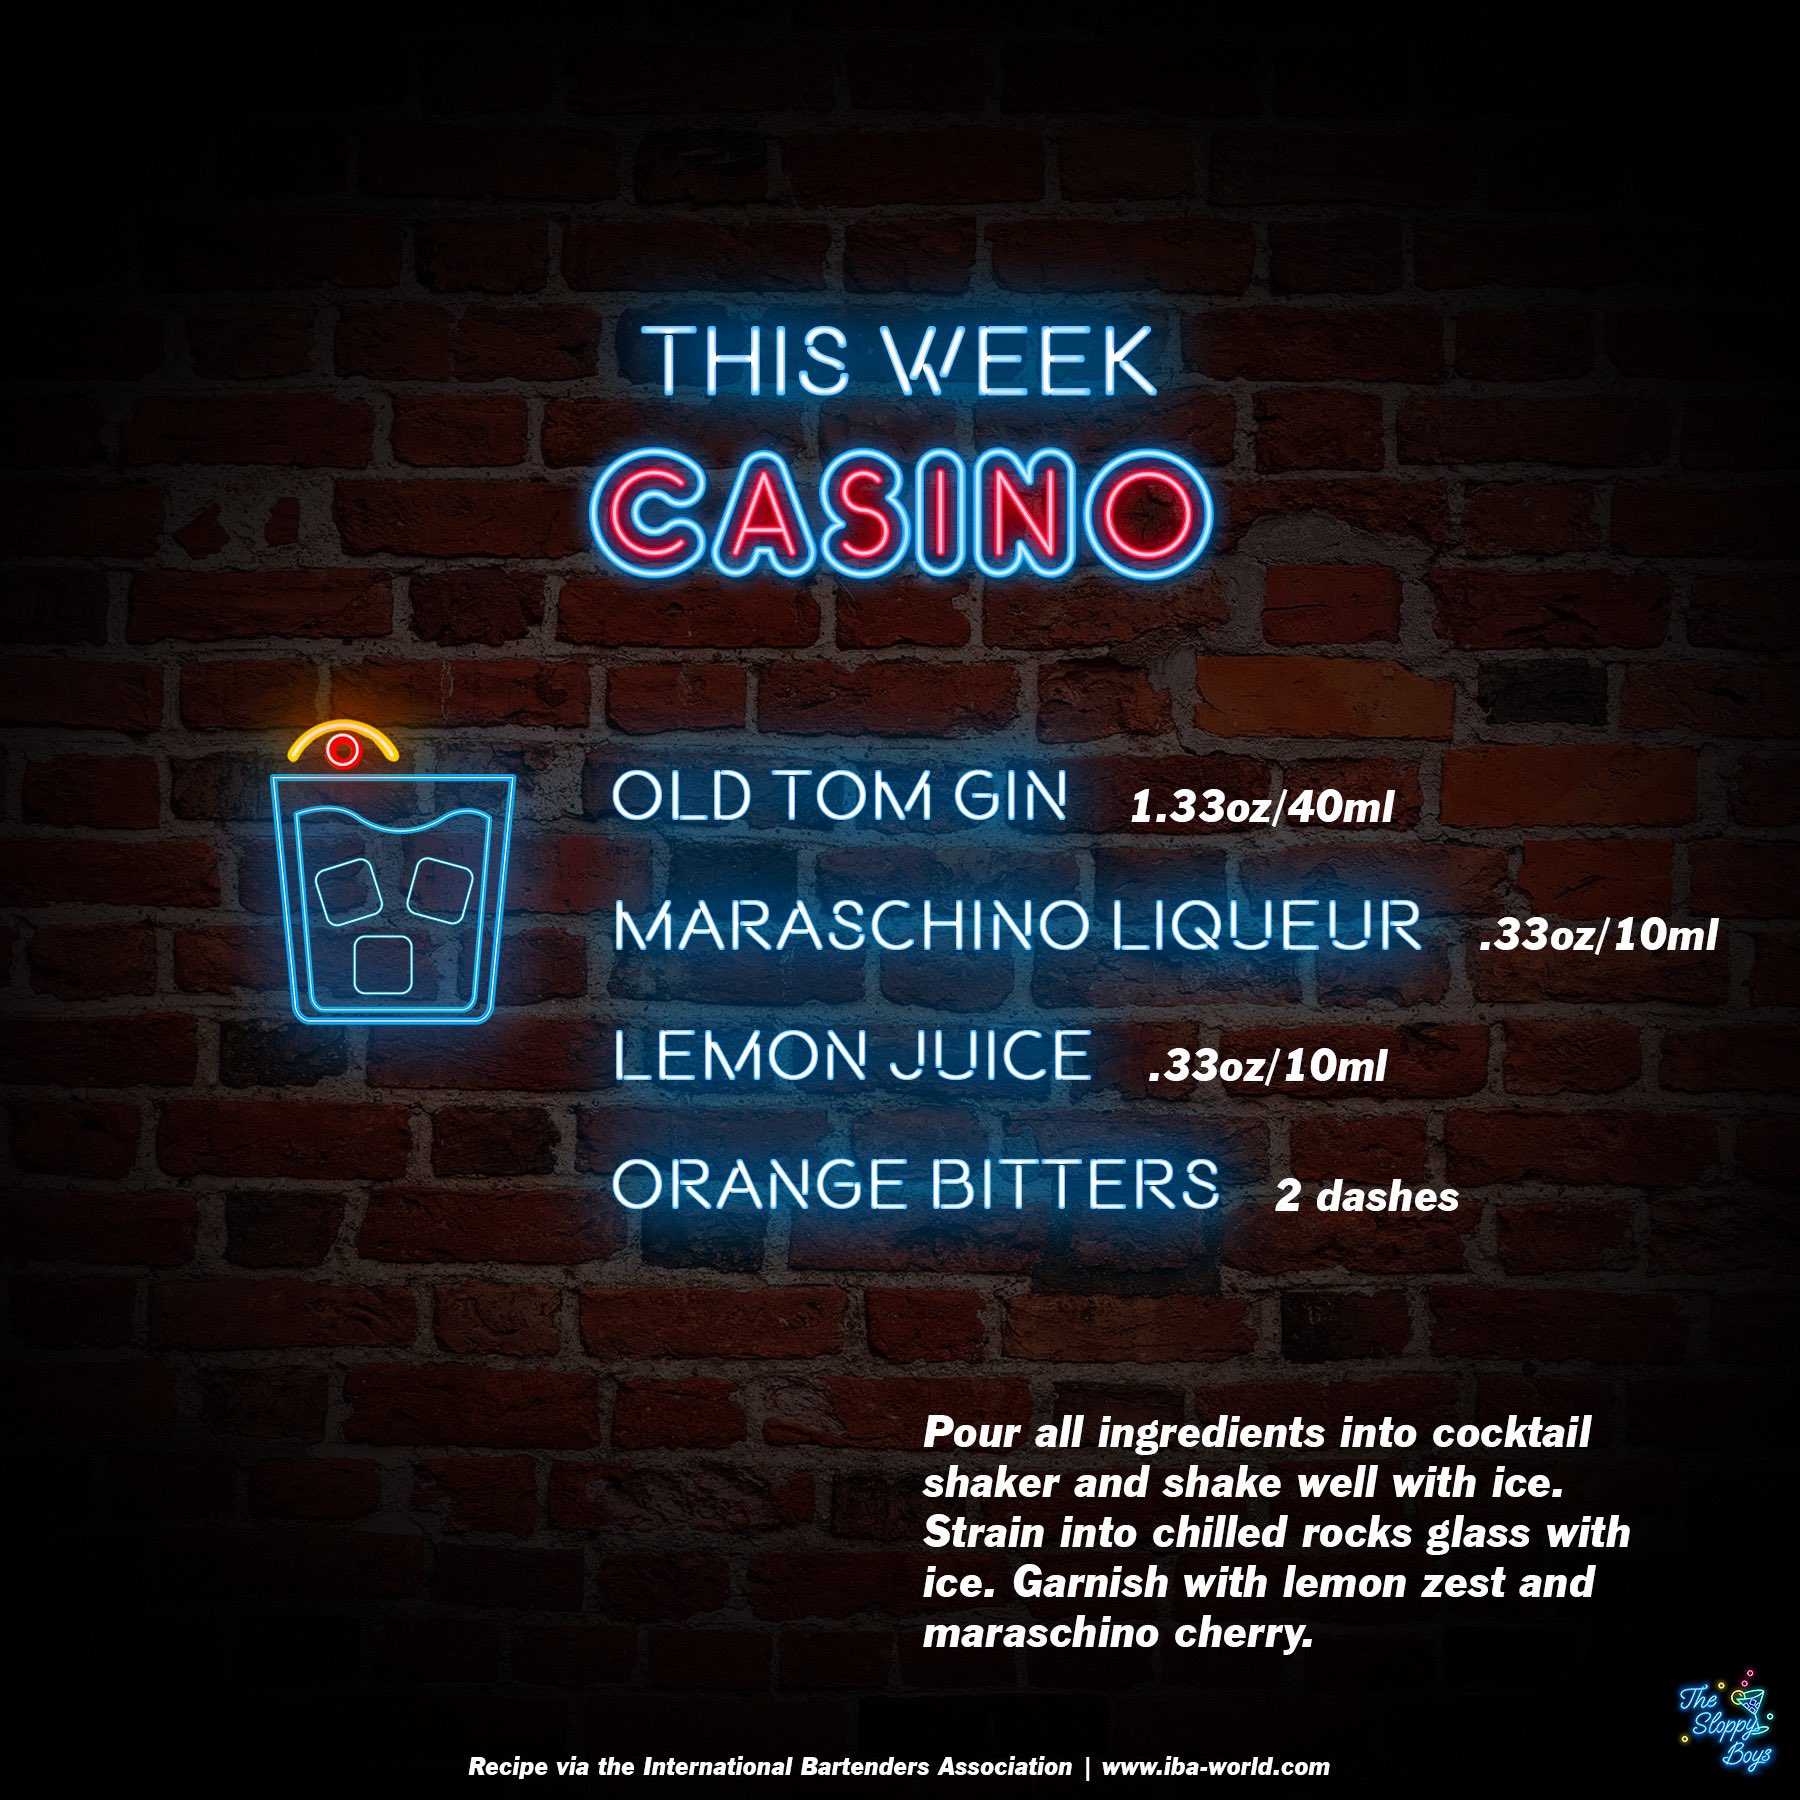 THIS WEEK
CASINO
OLD TOM GIN 1.33oz/40ml
MARASCHINO LIQUEUR .33oz/10ml
LEMON JUICE .33oz/10ml
ORANGE BITTERS 2 dashes
Pour all ingredients into cocktail
shaker and shake well with ice.
Strain into chilled rocks glass with
ice. Garnish with lemon zest and
maraschino cherry.
The
Sloppy
Boys
Recipe via the International Bartenders Association | www.iba-world.com